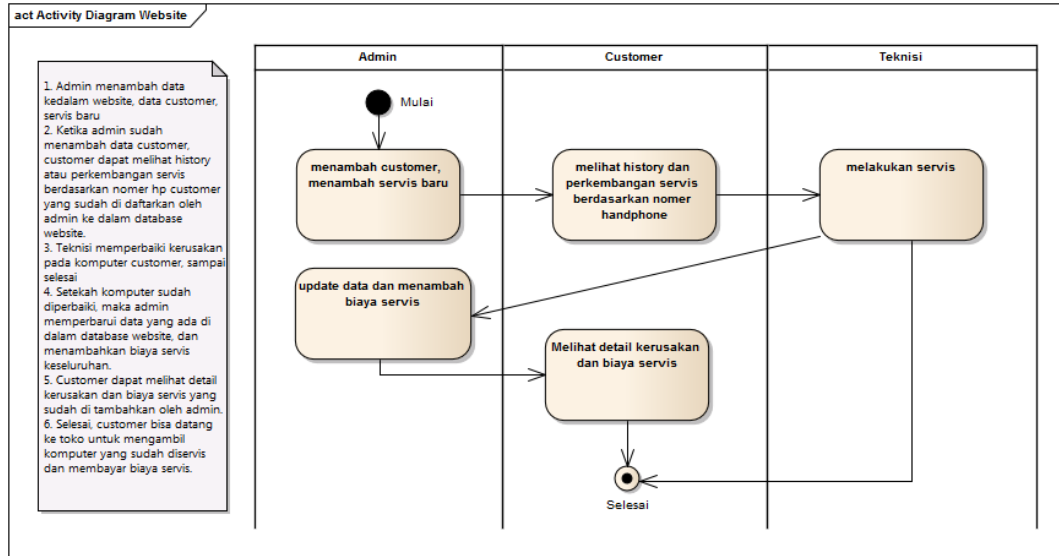 act Activity Diagram Website
1. Admin menambah data
kedalam website, data customer,
servis baru
2. Ketika admin sudah
menambah data customer,
customer dapat melihat history
atau perkembangan servis
berdasarkan nomer hp customer
yang sudah di daftarkan oleh
admin ke dalam database
website.
3. Teknisi memperbaiki kerusakan
pada komputer customer, sampai
selesai
4. Setekah komputer sudah
diperbaiki, maka admin
memperbarui data yang ada di
dalam database website, dan
menambahkan biaya servis
keseluruhan.
5. Customer dapat melihat detail
kerusakan dan biaya servis yang
sudah di tambahkan oleh admin.
6. Selesai, customer bisa datang
ke toko untuk mengambil
komputer yang sudah diservis
dan membayar biaya servis.
Admin
Customer
Teknisi
Mulai
menambah customer,
menambah servis baru
melihat history dan
perkembangan servis
berdasarkan nomer
handphone
melakukan servis
update data dan menambah
biaya servis
Melihat detail kerusakan
dan biaya servis
Selesai